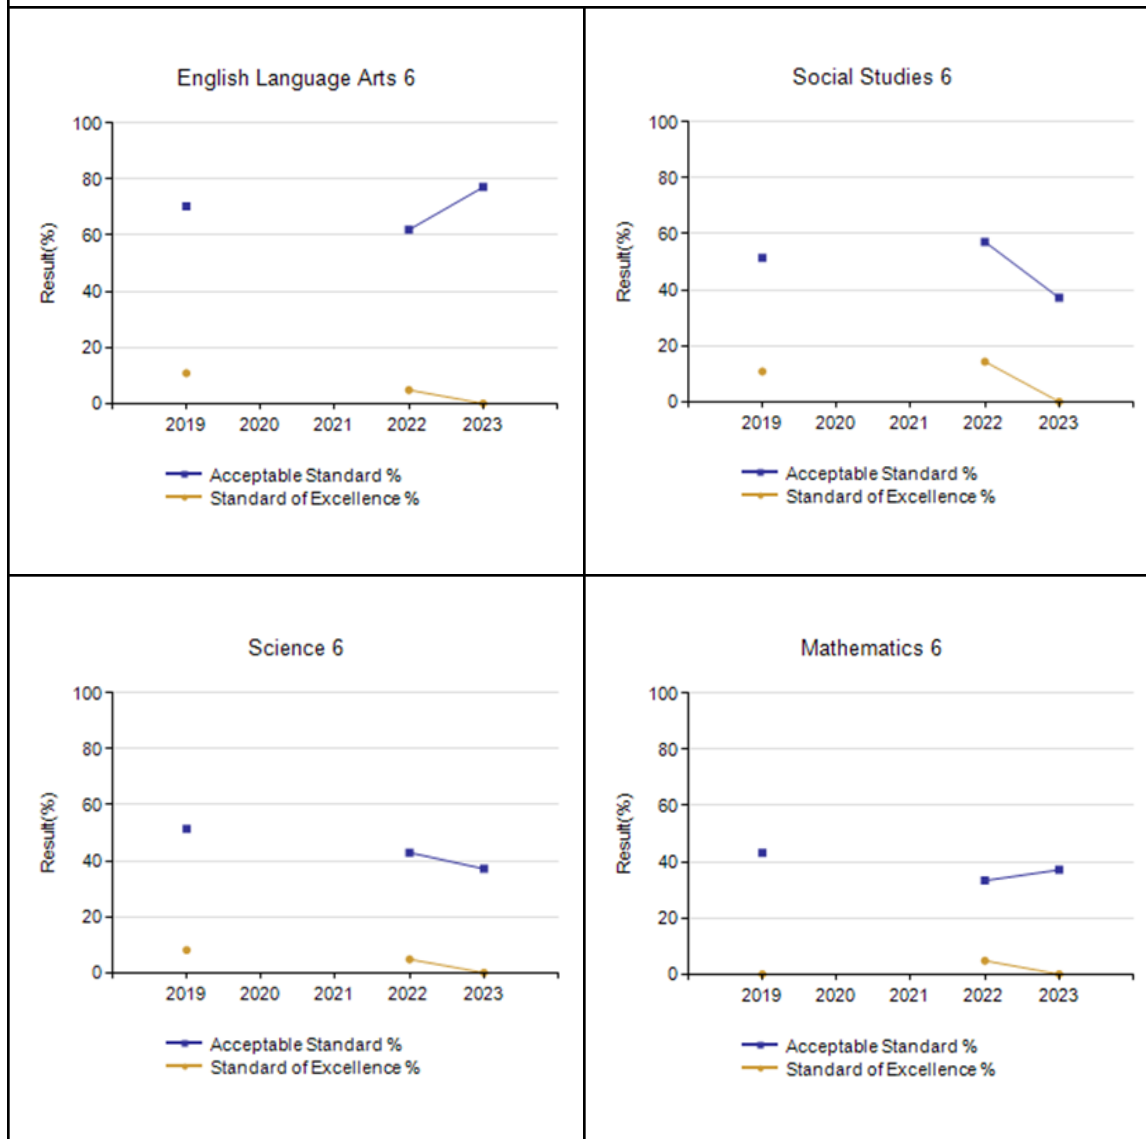 English Language Arts 6
100
80
60
40
20
0
Result(%)
2019 2020 2021 2022 2023
Acceptable Standard %
Standard of Excellence %
Social Studies 6
100
80
60
40
20
0
Result(%)
2019 2020 2021 2022 2023
Acceptable Standard %
Standard of Excellence %
Science 6
100
80
60
40
20
0
Result(%)
2019 2020 2021 2022 2023
Acceptable Standard %
Standard of Excellence %
Mathematics 6
100
80
60
40
20
0
Result(%)
2019 2020 2021 2022 2023
Acceptable Standard %
Standard of Excellence %